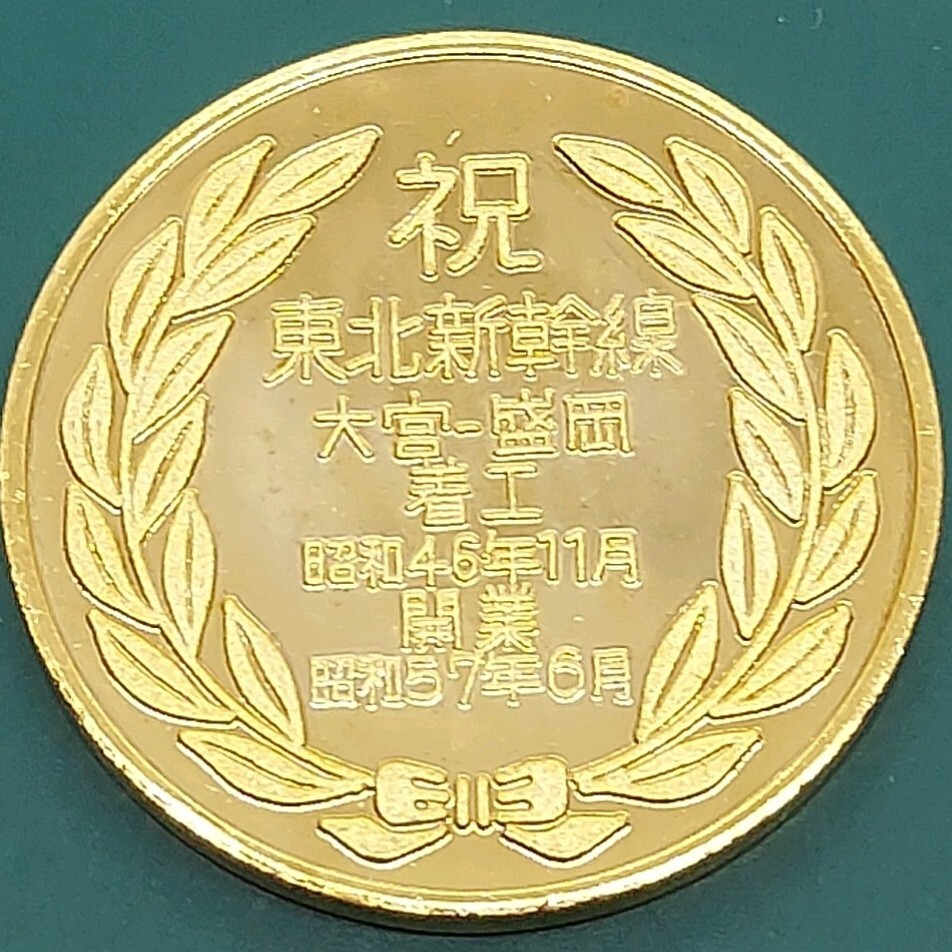 祝
東北新幹線
大宮-盛岡
着工
昭和46年11月
開業
昭和57年6月